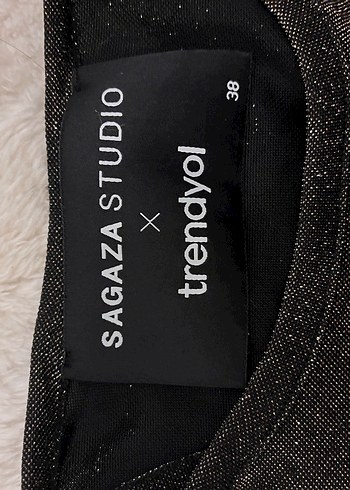 SAGAZA STUDIO
×
trendyol
38